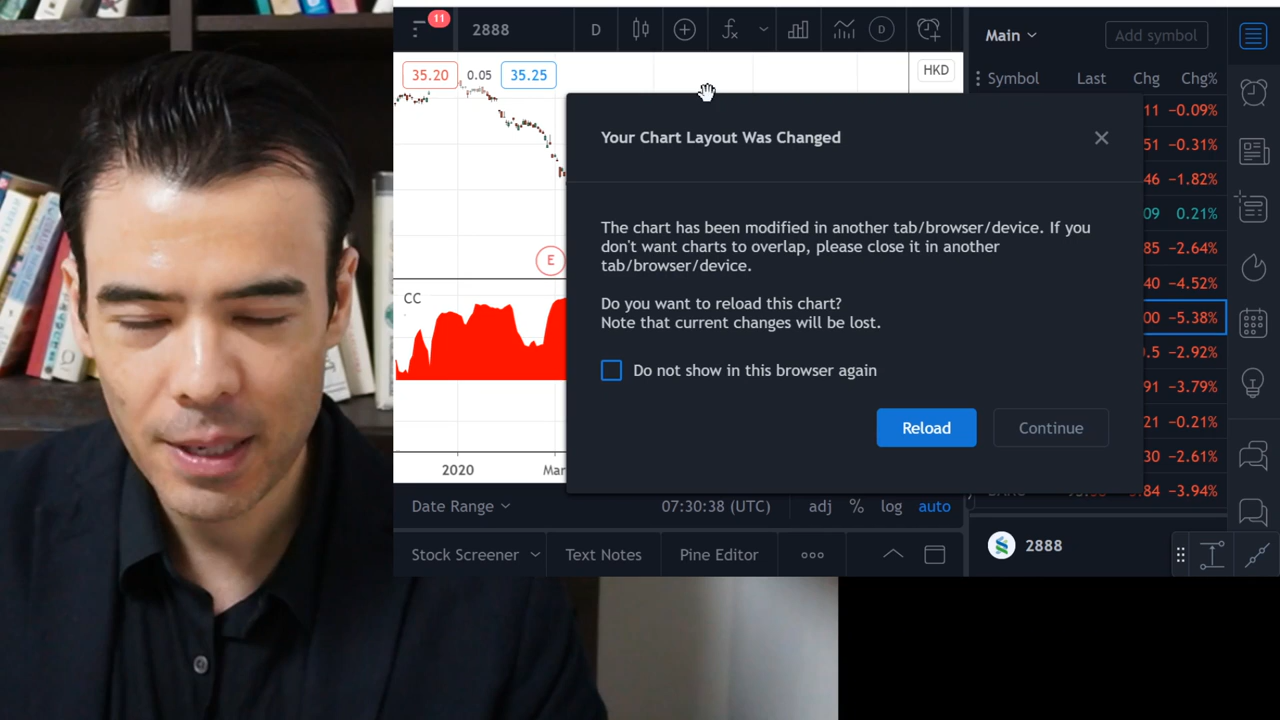 11
2888
D
D
35.20
0.05
35.25
HKD
E
CC
2020
Mar
Date Range
07:30:38 (UTC)
adj
%
log
auto
Stock Screener
Text Notes
Pine Editor
Your Chart Layout Was Changed
The chart has been modified in another tab/browser/device. If you
don't want charts to overlap, please close it in another
tab/browser/device.
Do you want to reload this chart?
Note that current changes will be lost.
Do not show in this browser again
Reload
Continue
Main
Add symbol
Symbol Last Chg Chg%
11 −0.09%
51 −0.31%
46 −1.82%
09 0.21%
85 −2.64%
40 −4.52%
00 −5.38%
.5 −2.92%
91 −3.79%
21 −0.21%
30 −2.61%
.84 −3.94%
2888